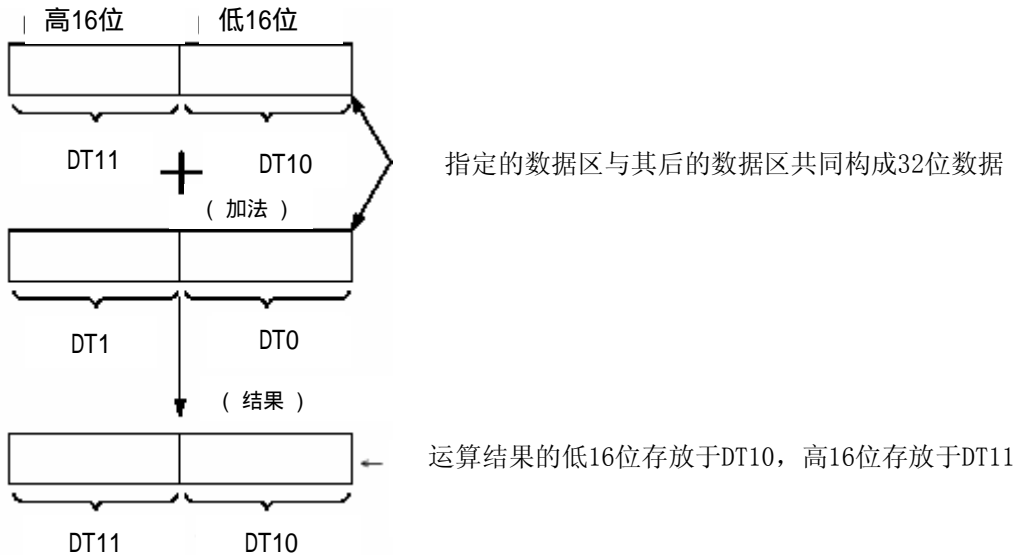 高16位 低16位
DT11 DT10
指定的数据区与其后的数据区共同构成32位数据
( 加法 )
DT1 DT0
( 结果 )
运算结果的低16位存放于DT10，高16位存放于DT11
DT11 DT10